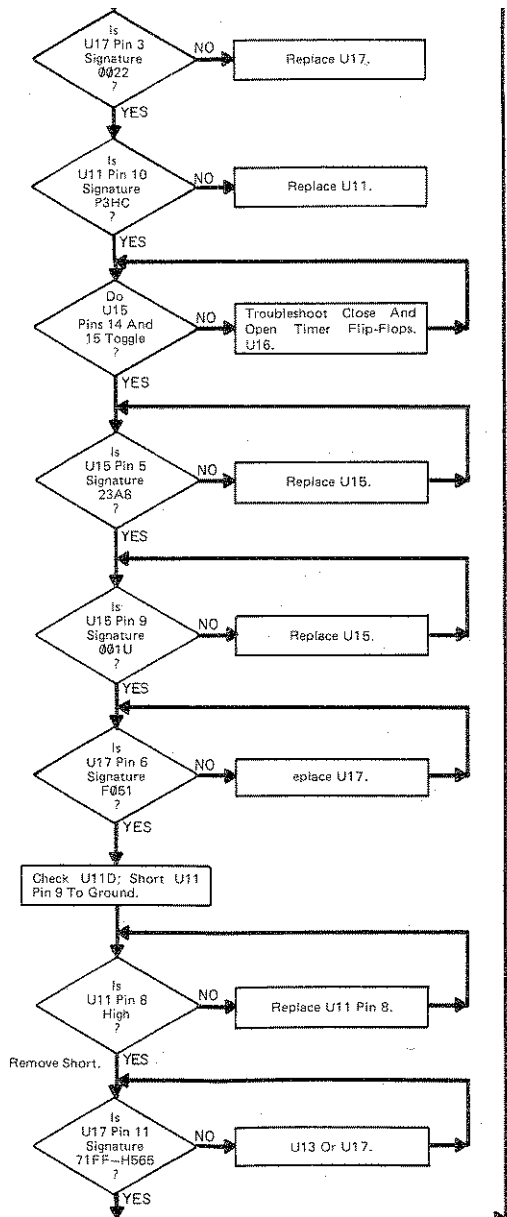 Is
U17 Pin 3
Signature
0022
?
NO
Replace U17.
YES
Is
U11 Pin 10
Signature
P3HC
?
NO
Replace U11.
YES
Do
U15
Pins 14 And
15 Toggle
?
NO
Troubleshoot Close And
Open Timer Flip-Flops.
U16.
YES
Is
U15 Pin 5
Signature
23A8
?
NO
Replace U15.
YES
Is
U15 Pin 9
Signature
001U
?
NO
Replace U15.
YES
Is
U17 Pin 6
Signature
F051
?
NO
eplace U17.
YES
Check U11D; Short U11
Pin 9 To Ground.
Is
U11 Pin 8
High
?
NO
Replace U11 Pin 8.
Remove Short.
YES
Is
U17 Pin 11
Signature
71FF–H565
?
NO
U13 Or U17.
YES